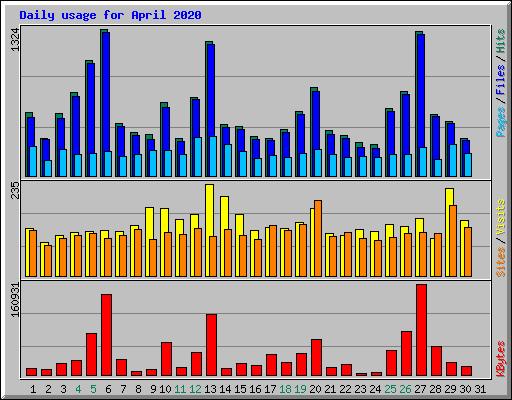 Daily usage for April 2020
1324
Pages / Files / Hits
235
Sites / Visits
160931
KBytes
1 2 3 4 5 6 7 8 9 10 11 12 13 14 15 16 17 18 19 20 21 22 23 24 25 26 27 28 29 30 31